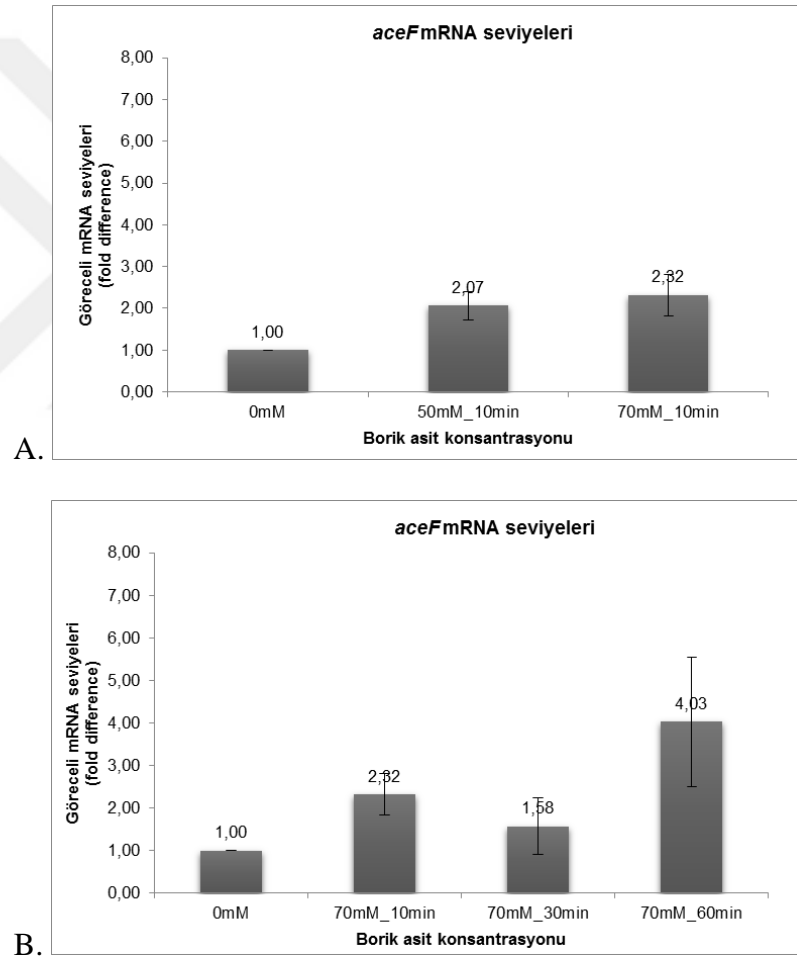 aceF mRNA seviyeleri
Göreceli mRNA seviyeleri
(fold difference)
8,00
7,00
6,00
5,00
4,00
3,00
2,00
1,00
0,00
1,00
2,07
2,32
0mM
50mM_10min
70mM_10min
Borik asit konsantrasyonu
A.
aceF mRNA seviyeleri
Göreceli mRNA seviyeleri
(fold difference)
8,00
7,00
6,00
5,00
4,00
3,00
2,00
1,00
0,00
1,00
2,32
1,58
4,03
0mM
70mM_10min
70mM_30min
70mM_60min
Borik asit konsantrasyonu
B.